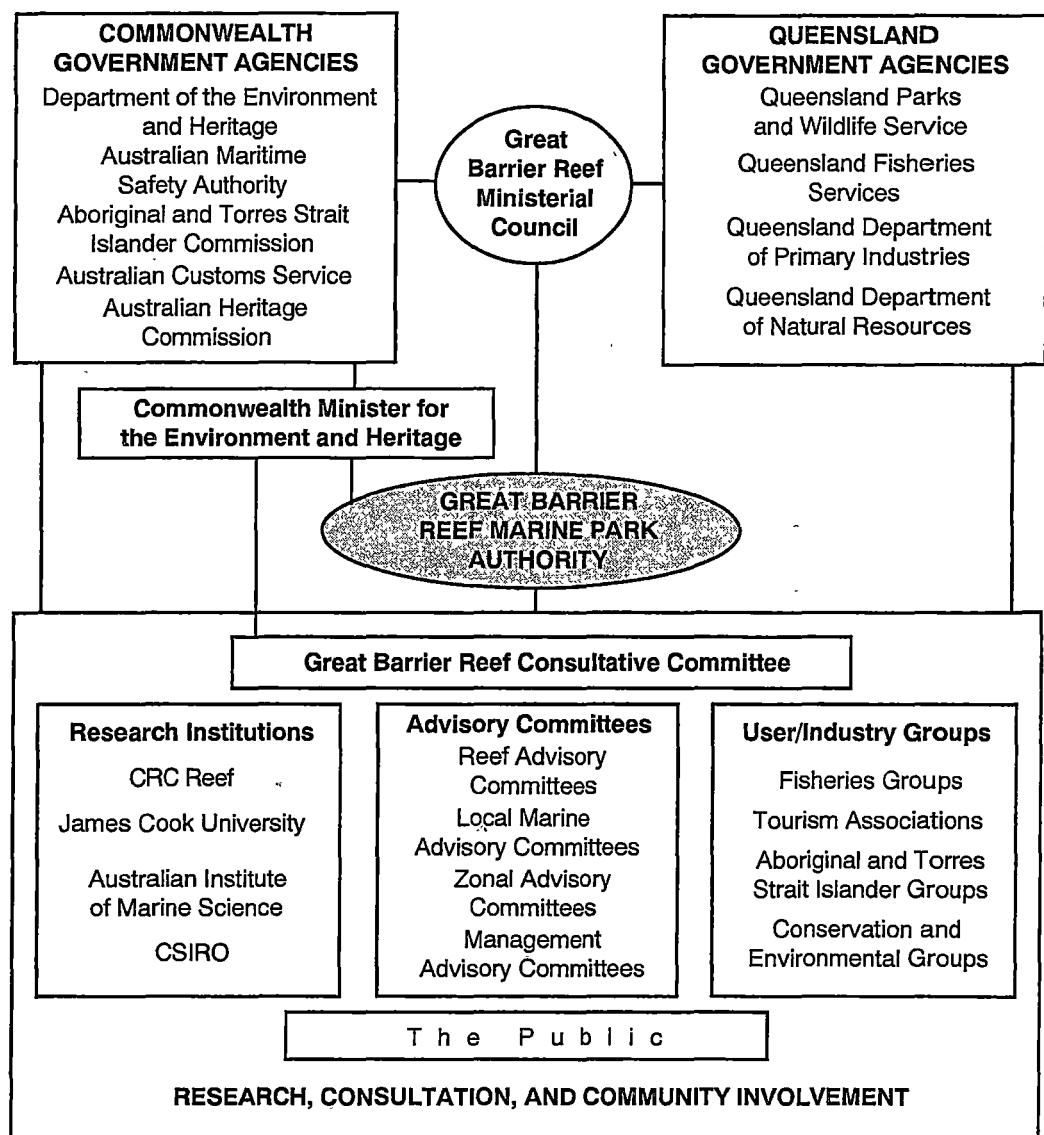 COMMONWEALTH
GOVERNMENT AGENCIES
Department of the Environment
and Heritage
Australian Maritime
Safety Authority
Aboriginal and Torres Strait
Islander Commission
Australian Customs Service
Australian Heritage
Commission
Great
Barrier Reef
Ministerial
Council
QUEENSLAND
GOVERNMENT AGENCIES
Queensland Parks
and Wildlife Service
Queensland Fisheries
Services
Queensland Department
of Primary Industries
Queensland Department
of Natural Resources
Commonwealth Minister for
the Environment and Heritage
GREAT BARRIER
REEF MARINE PARK
AUTHORITY
Great Barrier Reef Consultative Committee
Research Institutions
CRC Reef
James Cook University
Australian Institute
of Marine Science
CSIRO
Advisory Committees
Reef Advisory
Committees
Local Marine
Advisory Committees
Zonal Advisory
Committees
Management
Advisory Committees
User/Industry Groups
Fisheries Groups
Tourism Associations
Aboriginal and Torres
Strait Islander Groups
Conservation and
Environmental Groups
The Public
RESEARCH, CONSULTATION, AND COMMUNITY INVOLVEMENT